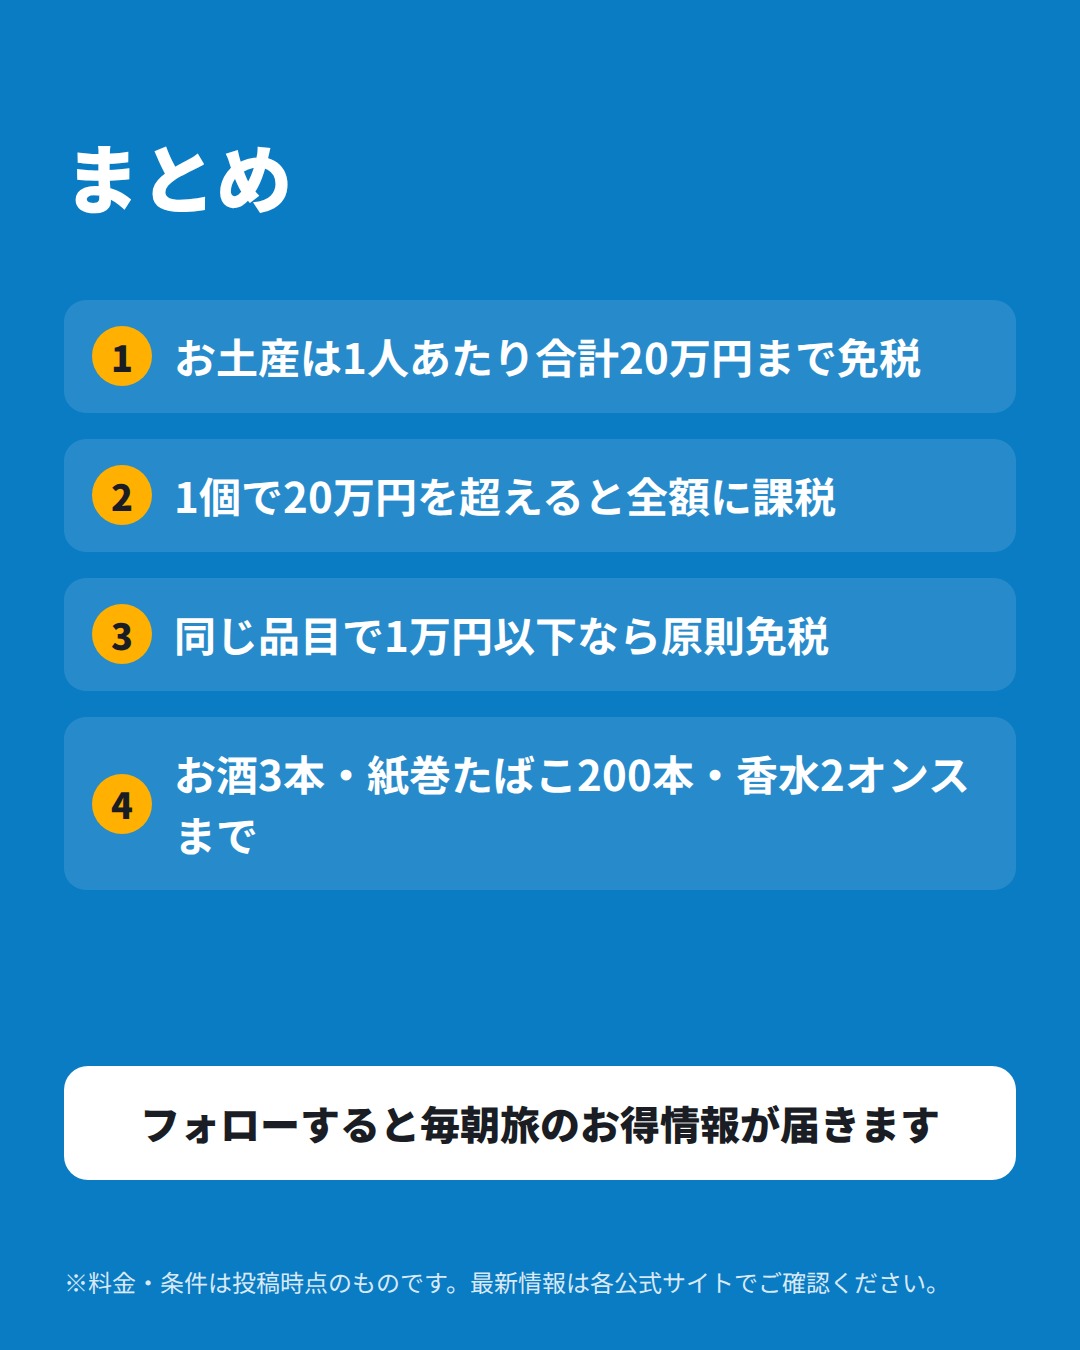 まとめ
1 お土産は1人あたり合計20万円まで免税
2 1個で20万円を超えると全額に課税
3 同じ品目で1万円以下なら原則免税
4 お酒3本・紙巻たばこ200本・香水2オンス
まで
フォローすると毎朝旅のお得情報が届きます
※料金・条件は投稿時点のものです。最新情報は各公式サイトでご確認ください。